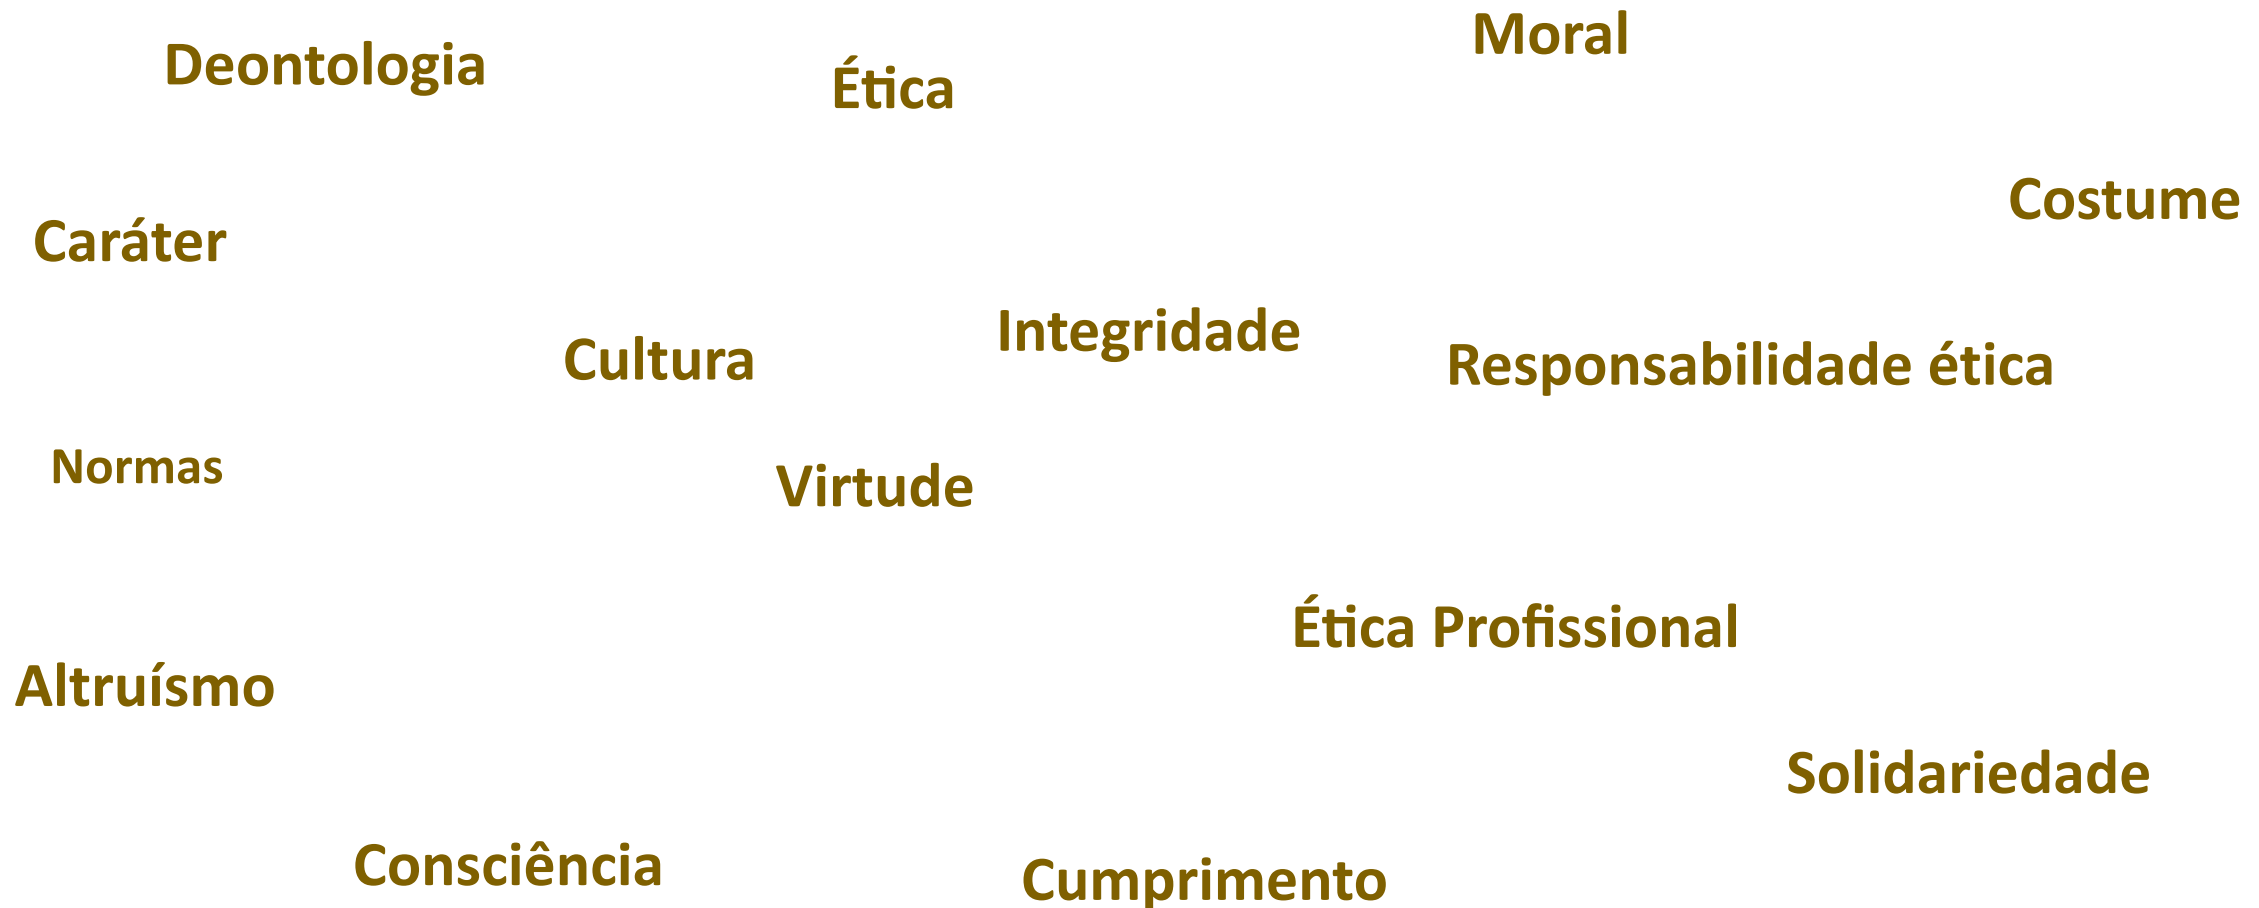 Moral
Deontologia
Ética
Costume
Caráter
Integridade
Cultura
Responsabilidade ética
Normas
Virtude
Ética Profissional
Altruísmo
Solidariedade
Consciência
Cumprimento